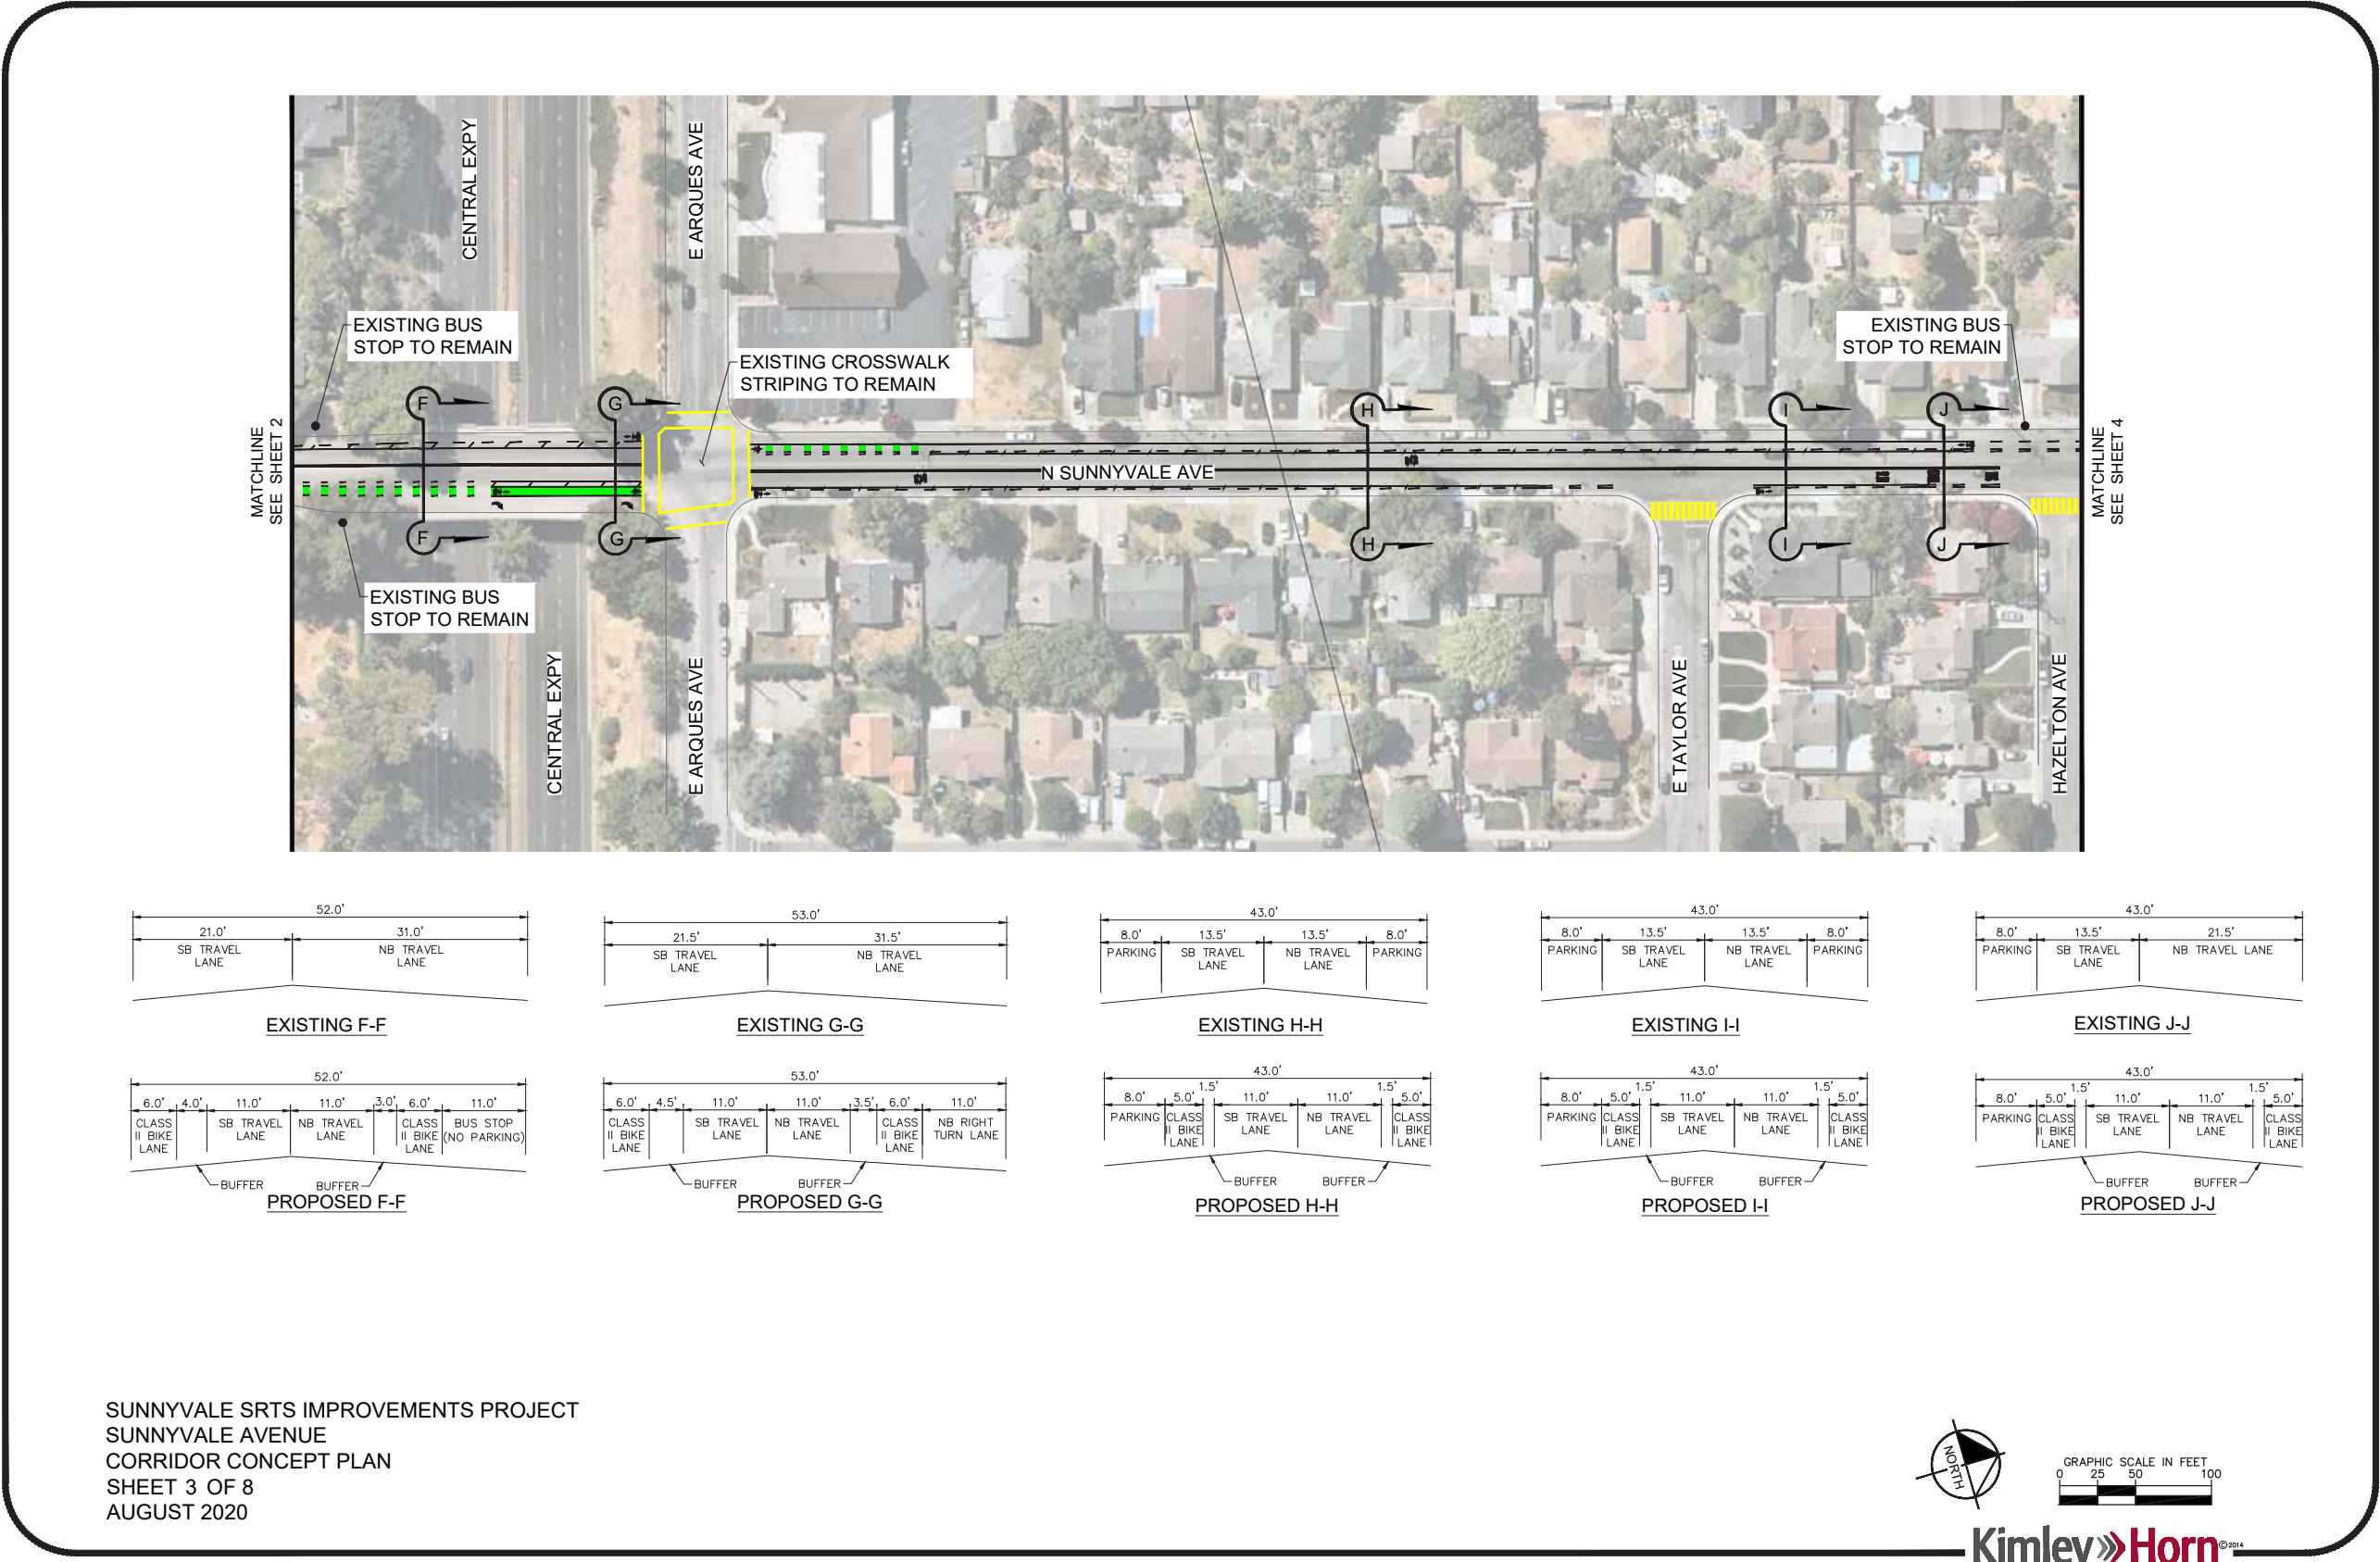 CENTRAL EXPY
E ARQUES AVE
EXISTING BUS
STOP TO REMAIN
EXISTING CROSSWALK
STRIPING TO REMAIN
EXISTING BUS
STOP TO REMAIN
F
G
H
I
J
MATCHLINE
SEE SHEET 2
N SUNNYVALE AVE
MATCHLINE
SEE SHEET 4
F
G
H
I
J
EXISTING BUS
STOP TO REMAIN
CENTRAL EXPY
E ARQUES AVE
E TAYLOR AVE
HAZELTON AVE
52.0'
21.0' 31.0'
SB TRAVEL LANE
NB TRAVEL LANE
EXISTING F-F
53.0'
21.5' 31.5'
SB TRAVEL LANE
NB TRAVEL LANE
EXISTING G-G
43.0'
8.0' 13.5' 13.5' 8.0'
PARKING
SB TRAVEL LANE
NB TRAVEL LANE
PARKING
EXISTING H-H
43.0'
8.0' 13.5' 13.5' 8.0'
PARKING
SB TRAVEL LANE
NB TRAVEL LANE
PARKING
EXISTING I-I
43.0'
8.0' 13.5' 21.5'
PARKING
SB TRAVEL LANE
NB TRAVEL LANE
EXISTING J-J
52.0'
6.0' 4.0' 11.0' 11.0' 3.0' 6.0' 11.0'
CLASS II BIKE LANE
SB TRAVEL LANE
NB TRAVEL LANE
CLASS II BIKE LANE
BUS STOP (NO PARKING)
BUFFER BUFFER
PROPOSED F-F
53.0'
6.0' 4.5' 11.0' 11.0' 3.5' 6.0' 11.0'
CLASS II BIKE LANE
SB TRAVEL LANE
NB TRAVEL LANE
CLASS II BIKE LANE
NB RIGHT TURN LANE
BUFFER BUFFER
PROPOSED G-G
43.0'
8.0' 5.0' 1.5' 11.0' 11.0' 1.5' 5.0'
PARKING
CLASS II BIKE LANE
SB TRAVEL LANE
NB TRAVEL LANE
CLASS II BIKE LANE
BUFFER BUFFER
PROPOSED H-H
43.0'
8.0' 5.0' 1.5' 11.0' 11.0' 1.5' 5.0'
PARKING
CLASS II BIKE LANE
SB TRAVEL LANE
NB TRAVEL LANE
CLASS II BIKE LANE
BUFFER BUFFER
PROPOSED I-I
43.0'
8.0' 5.0' 1.5' 11.0' 11.0' 1.5' 5.0'
PARKING
CLASS II BIKE LANE
SB TRAVEL LANE
NB TRAVEL LANE
CLASS II BIKE LANE
BUFFER BUFFER
PROPOSED J-J
SUNNYVALE SRTS IMPROVEMENTS PROJECT
SUNNYVALE AVENUE
CORRIDOR CONCEPT PLAN
SHEET 3 OF 8
AUGUST 2020
NORTH
GRAPHIC SCALE IN FEET
0 25 50 100
Kimley»Horn
© 2014